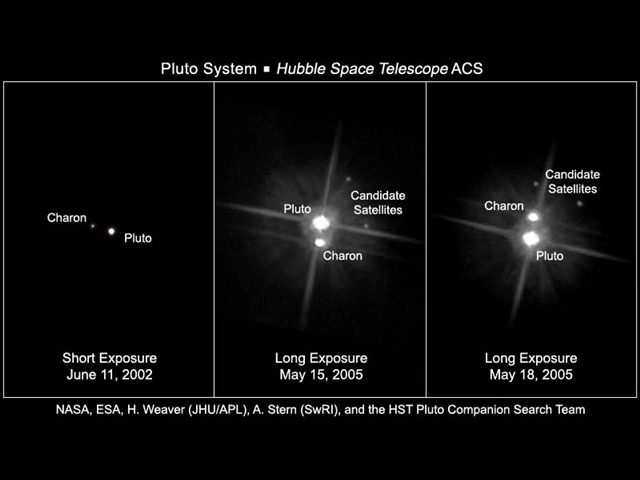 Pluto System ▪ Hubble Space Telescope ACS
Charon
Pluto
Short Exposure
June 11, 2002
Pluto
Candidate
Satellites
Charon
Long Exposure
May 15, 2005
Candidate
Satellites
Charon
Pluto
Long Exposure
May 18, 2005
NASA, ESA, H. Weaver (JHU/APL), A. Stern (SwRI), and the HST Pluto Companion Search Team